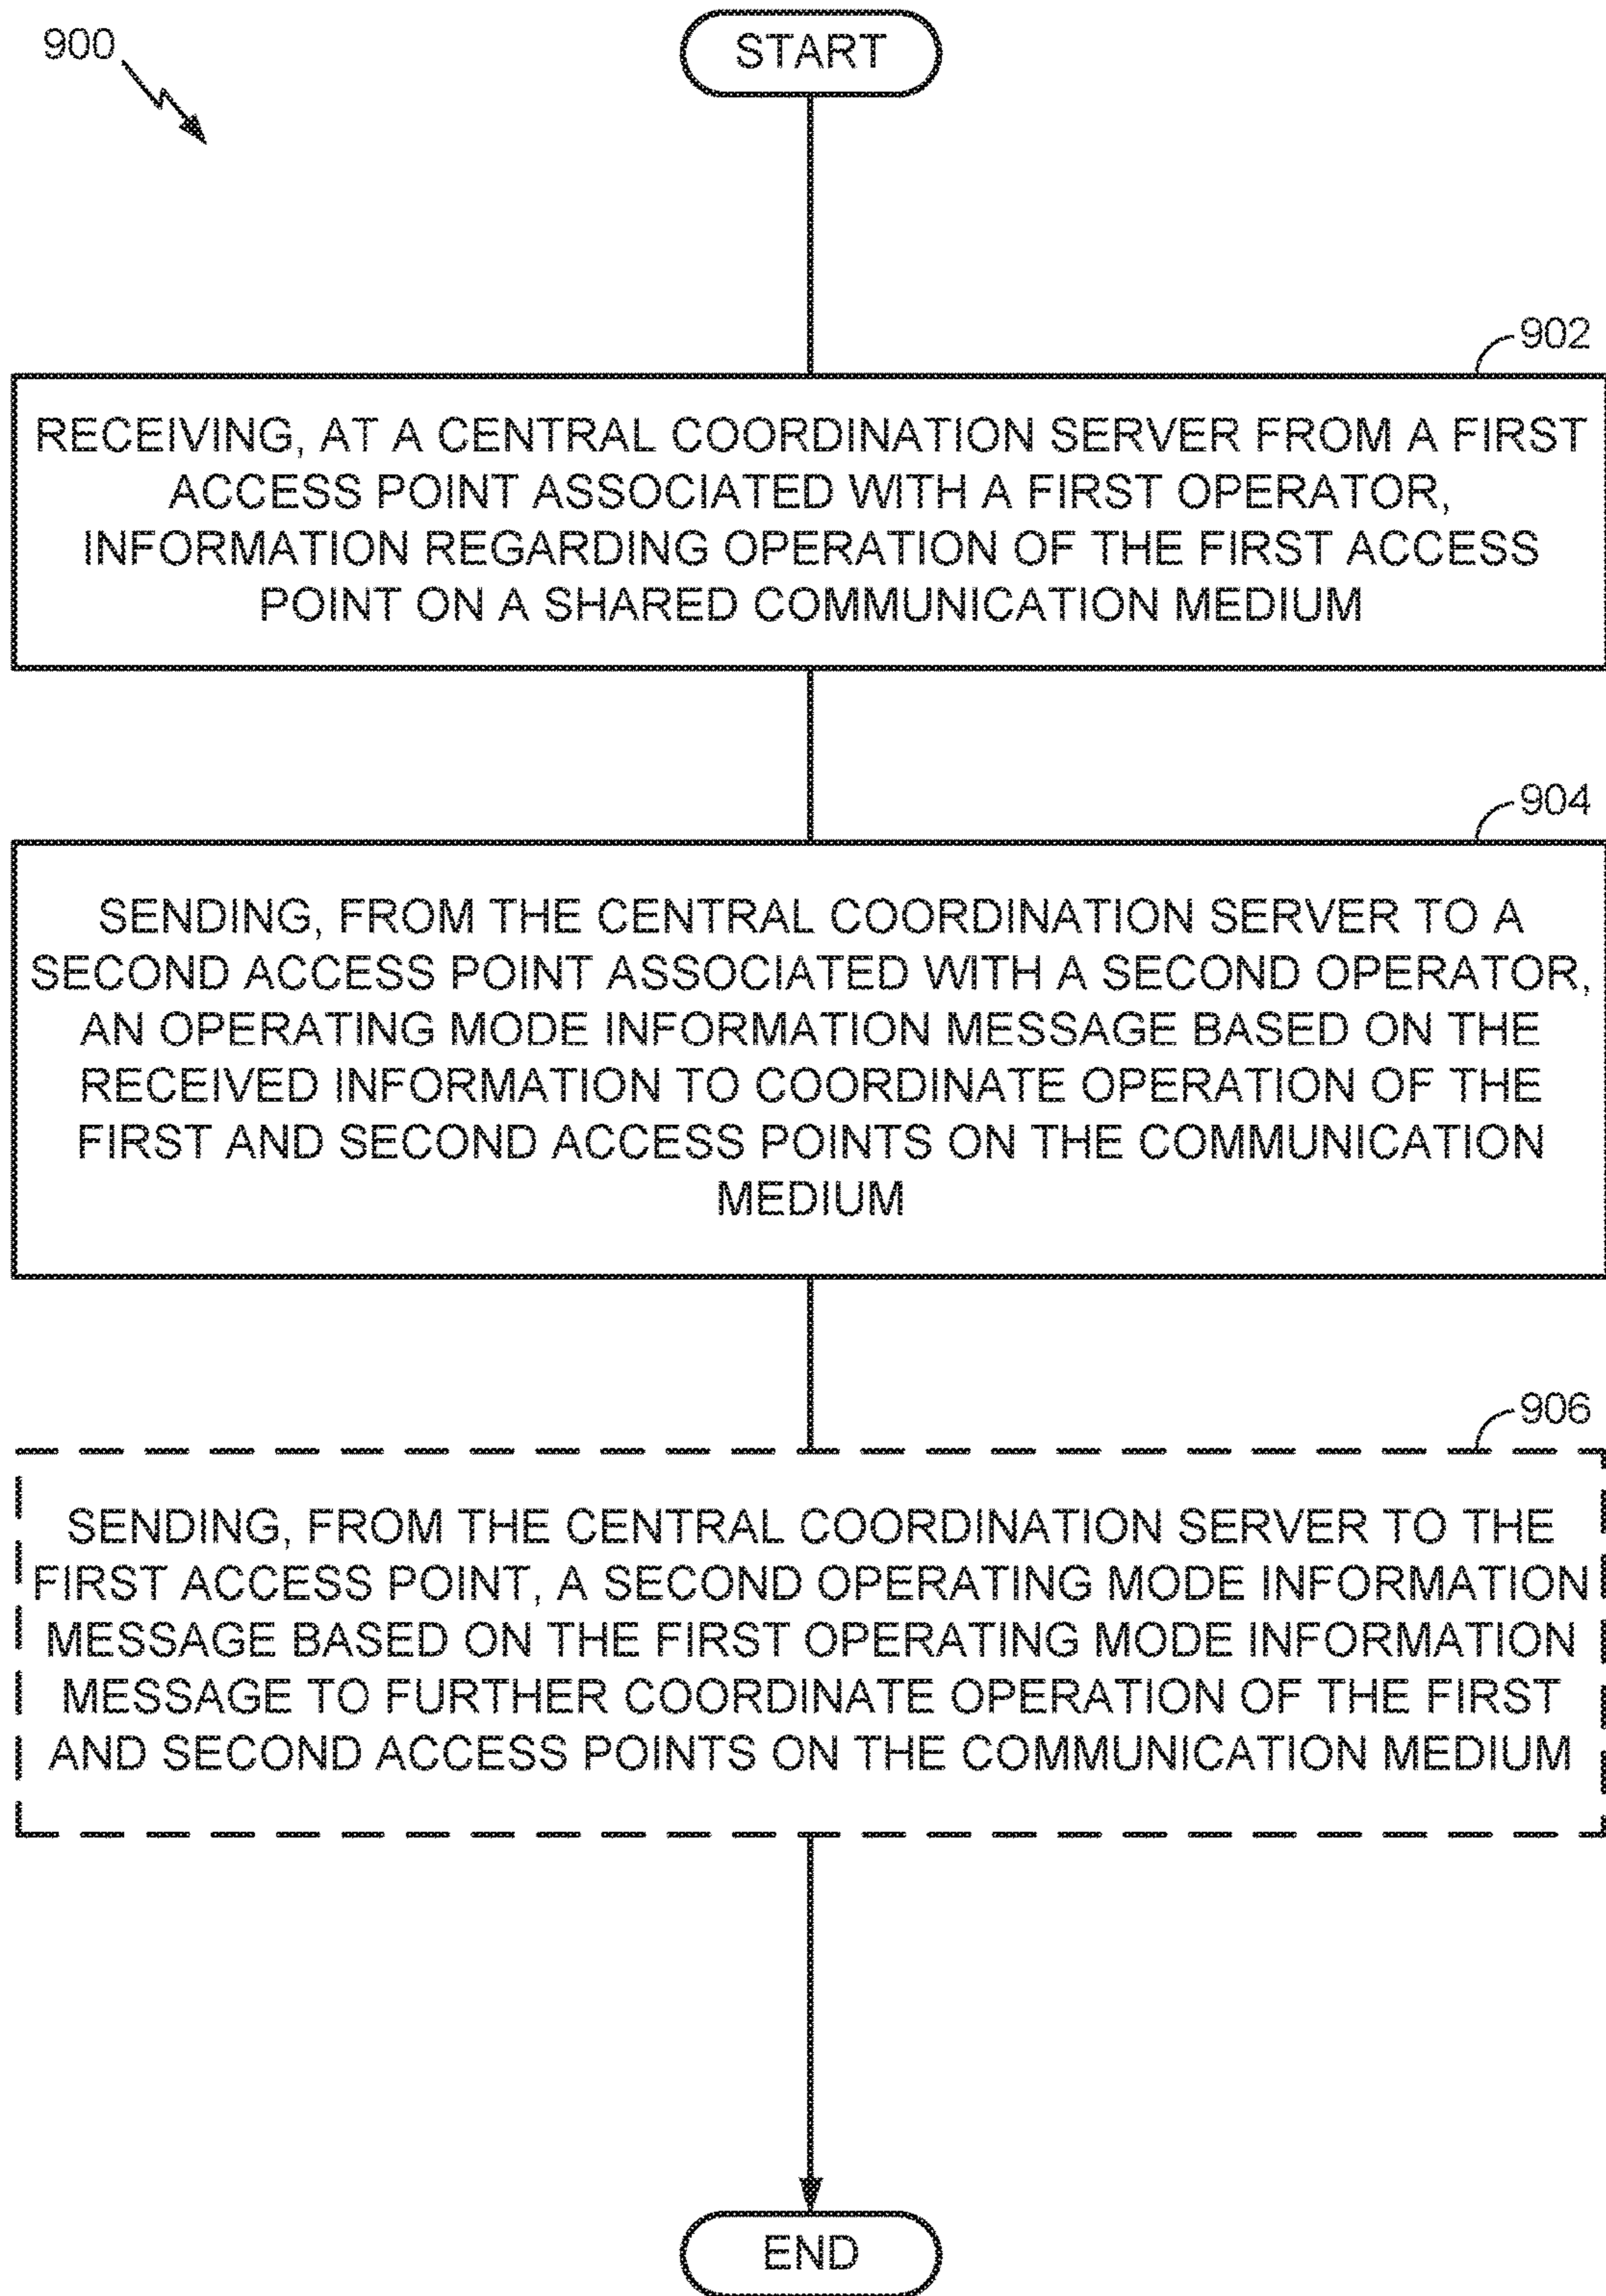 900
START
902
RECEIVING, AT A CENTRAL COORDINATION SERVER FROM A FIRST
ACCESS POINT ASSOCIATED WITH A FIRST OPERATOR,
INFORMATION REGARDING OPERATION OF THE FIRST ACCESS
POINT ON A SHARED COMMUNICATION MEDIUM
904
SENDING, FROM THE CENTRAL COORDINATION SERVER TO A
SECOND ACCESS POINT ASSOCIATED WITH A SECOND OPERATOR,
AN OPERATING MODE INFORMATION MESSAGE BASED ON THE
RECEIVED INFORMATION TO COORDINATE OPERATION OF THE
FIRST AND SECOND ACCESS POINTS ON THE COMMUNICATION
MEDIUM
906
SENDING, FROM THE CENTRAL COORDINATION SERVER TO THE
FIRST ACCESS POINT, A SECOND OPERATING MODE INFORMATION
MESSAGE BASED ON THE FIRST OPERATING MODE INFORMATION
MESSAGE TO FURTHER COORDINATE OPERATION OF THE FIRST
AND SECOND ACCESS POINTS ON THE COMMUNICATION MEDIUM
END